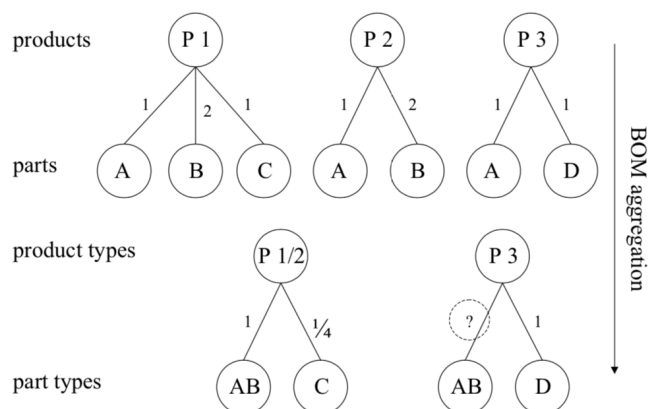 products P 1 P 2 P 3
1 2 1 1 2 1 1
parts A B C A B A D
BOM aggregation
product types P 1/2 P 3
1 ¼ ? 1
part types AB C AB D